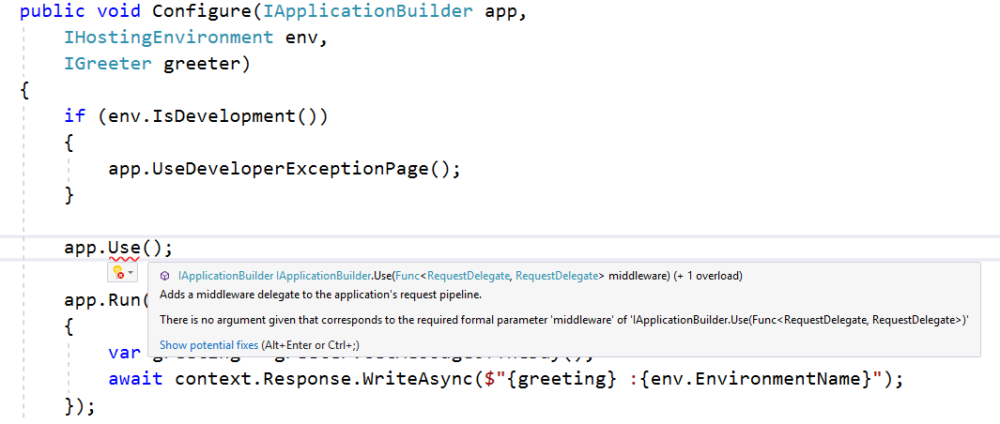 public void Configure(IApplicationBuilder app,
IHostingEnvironment env,
IGreeter greeter)
{
if (env.IsDevelopment())
{
app.UseDeveloperExceptionPage();
}
app.Use();
IApplicationBuilder IApplicationBuilder.Use(Func<RequestDelegate, RequestDelegate> middleware) (+ 1 overload)
Adds a middleware delegate to the application's request pipeline.
There is no argument given that corresponds to the required formal parameter 'middleware' of 'IApplicationBuilder.Use(Func<RequestDelegate, RequestDelegate>)'
Show potential fixes (Alt+Enter or Ctrl+;)
app.Run(
{
var
await context.Response.WriteAsync($"{greeting} :{env.EnvironmentName}");
});